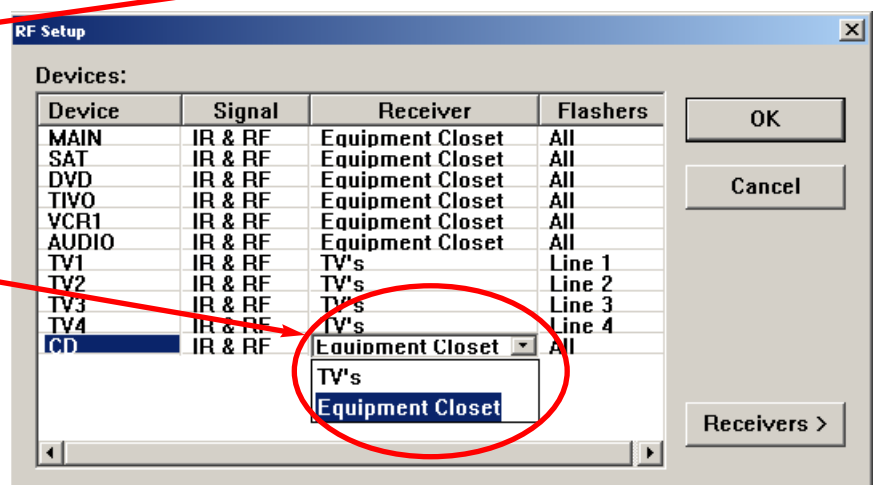 RF Setup
Devices:
Device Signal Receiver Flashers
MAIN IR & RF Equipment Closet All
SAT IR & RF Equipment Closet All
DVD IR & RF Equipment Closet All
TIVO IR & RF Equipment Closet All
VCR1 IR & RF Equipment Closet All
AUDIO IR & RF Equipment Closet All
TV1 IR & RF TV's Line 1
TV2 IR & RF TV's Line 2
TV3 IR & RF TV's Line 3
TV4 IR & RF TV's Line 4
CD IR & RF Equipment Closet All
TV's
Equipment Closet
OK
Cancel
Receivers >